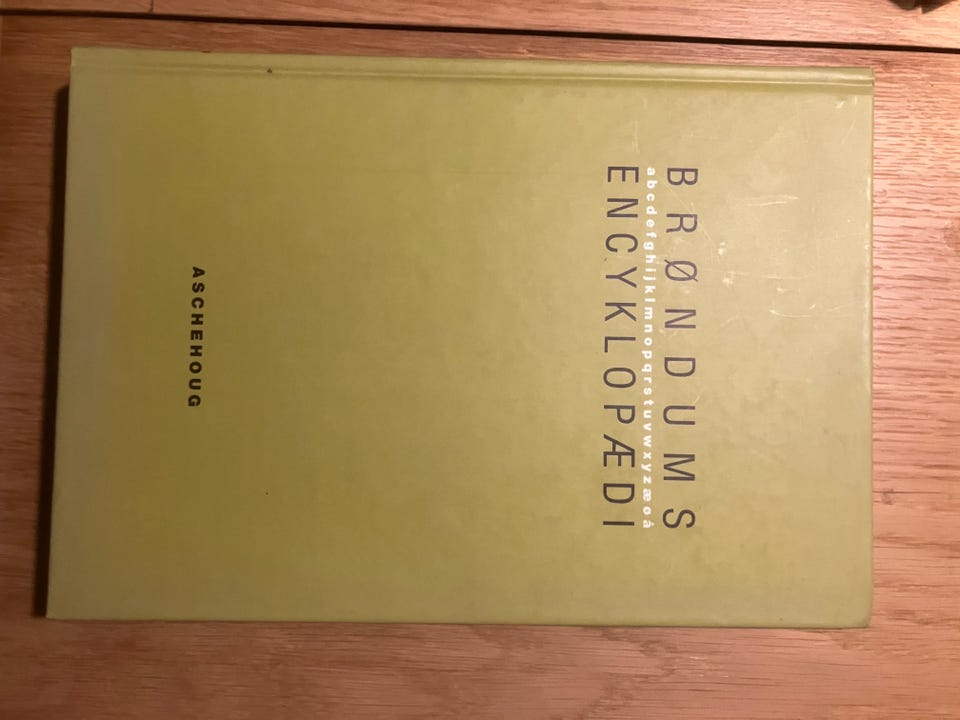 BRØNDUMS
abcdefghijklmnopqrstuvwxyzæøå
ENCYKLOPÆDI
ASCHEHOUG